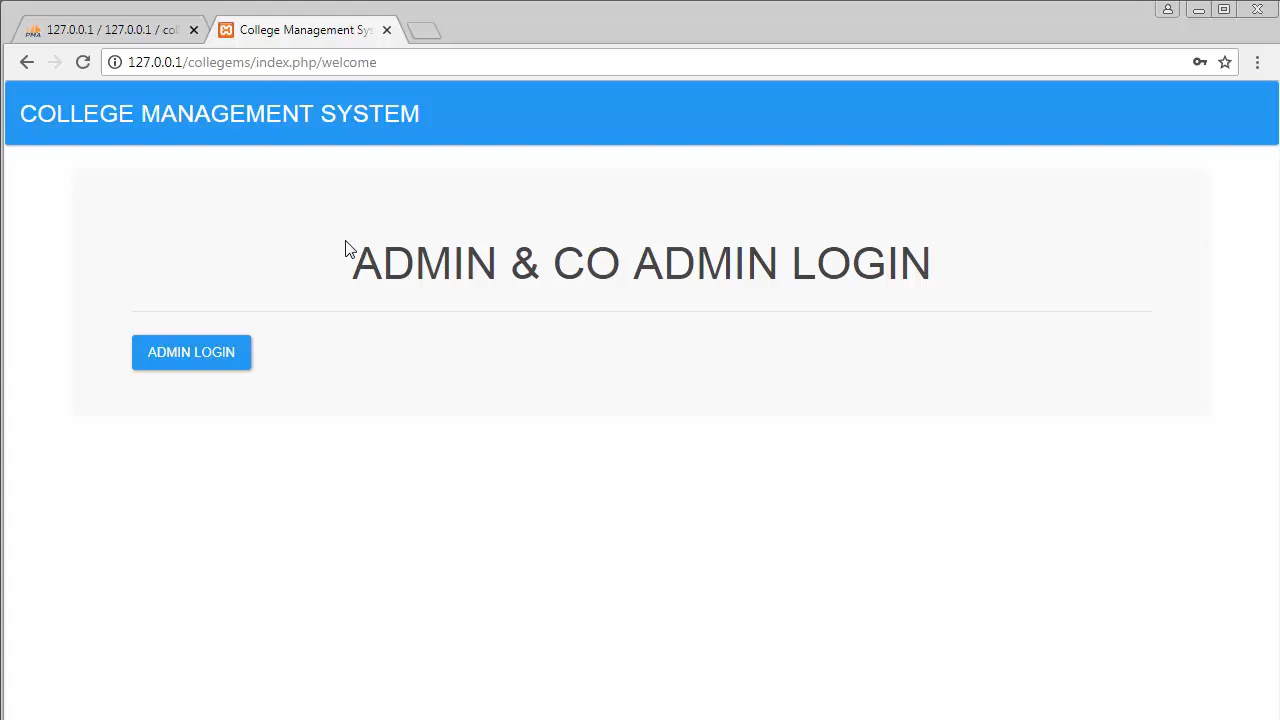 127.0.0.1 / 127.0.0.1 / col
College Management Sys
127.0.0.1/collegems/index.php/welcome
COLLEGE MANAGEMENT SYSTEM
ADMIN & CO ADMIN LOGIN
ADMIN LOGIN